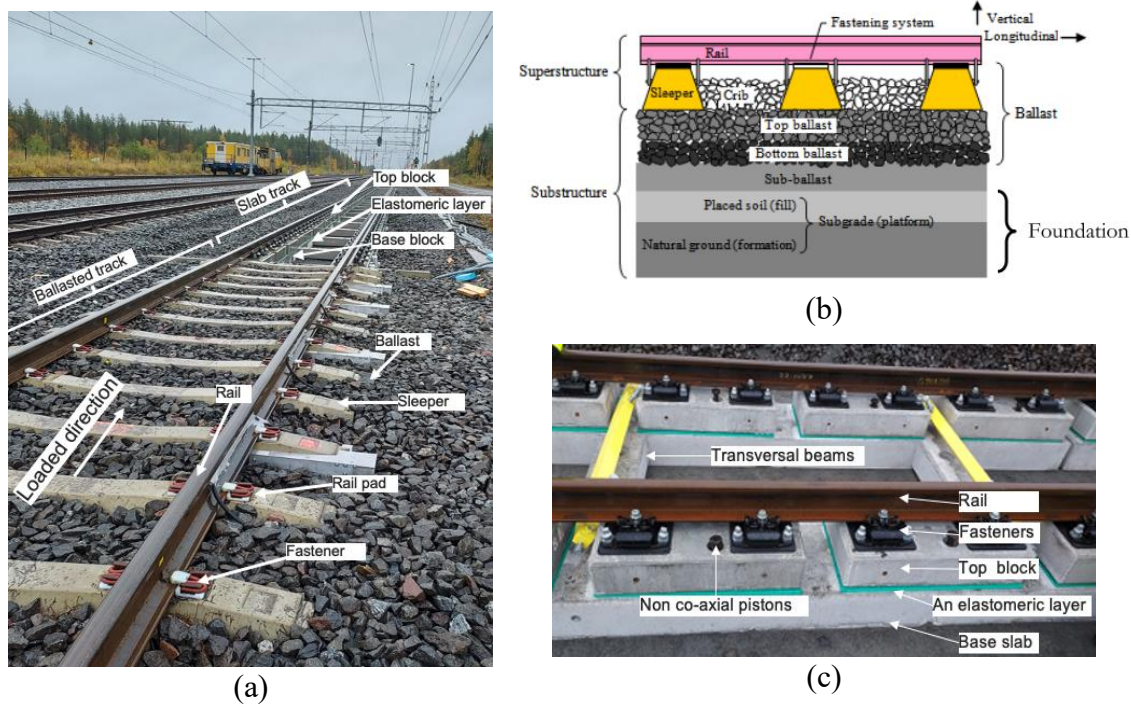 Top block
Slab track
Elastomeric layer
Base block
Ballasted track
Ballast
Rail
Sleeper
Loaded direction
Rail pad
Fastener
(a)
Fastening system
Vertical
Longitudinal
Rail
Superstructure
Sleeper
Crib
Ballast
Top ballast
Bottom ballast
Sub-ballast
Substructure
Placed soil (fill)
Subgrade (platform)
Foundation
Natural ground (formation)
(b)
Transversal beams
Rail
Fasteners
Top block
Non co-axial pistons
An elastomeric layer
Base slab
(c)